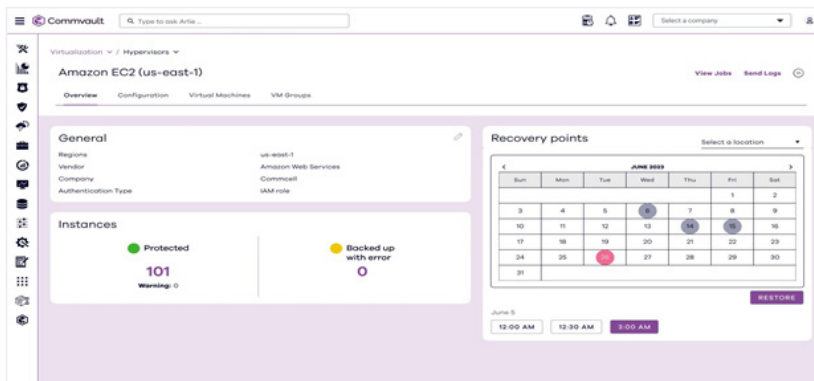 Commvault
Type to ask Arlie ...
Select a company
Virtualization / Hypervisors
Amazon EC2 (us-east-1)
View Jobs Send Logs
Overview Configuration Virtual Machines VM Groups
General
Regions us-east-1
Vendor Amazon Web Services
Company Commcell
Authentication Type IAM role
Instances
Protected
101
Warning: 0
Backed up
with error
0
Recovery points
Select a location
JUNE 2023
Sun Mon Tue Wed Thu Fri Sat
1 2
3 4 5 6 7 8 9
10 11 12 13 14 15 16
17 18 19 20 21 22 23
24 25 26 27 28 29 30
31
RESTORE
June 5
12:00 AM 12:30 AM 3:00 AM